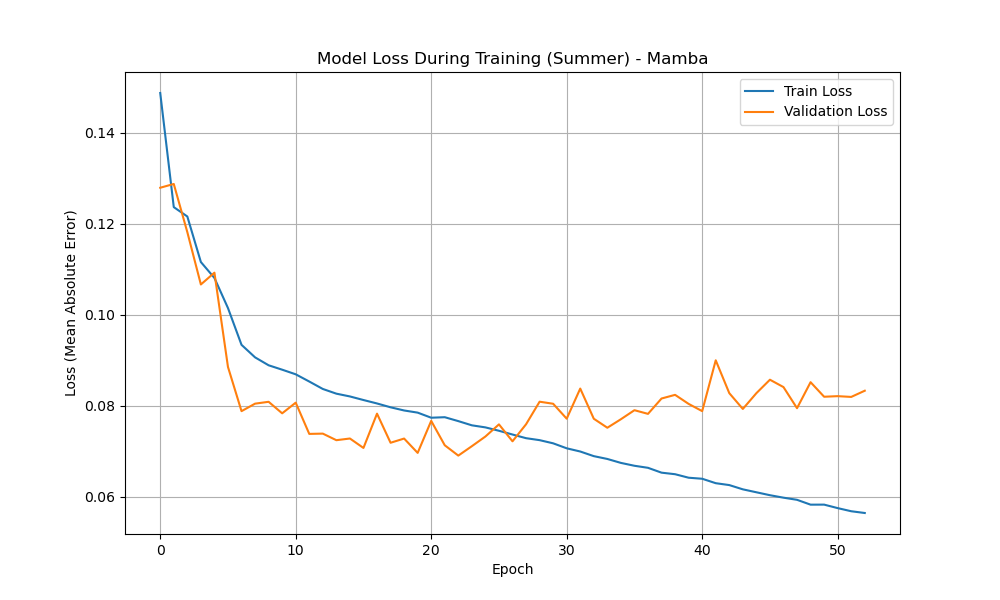 Model Loss During Training (Summer) - Mamba
Train Loss
Validation Loss
Loss (Mean Absolute Error)
0.14
0.12
0.10
0.08
0.06
0 10 20 30 40 50
Epoch